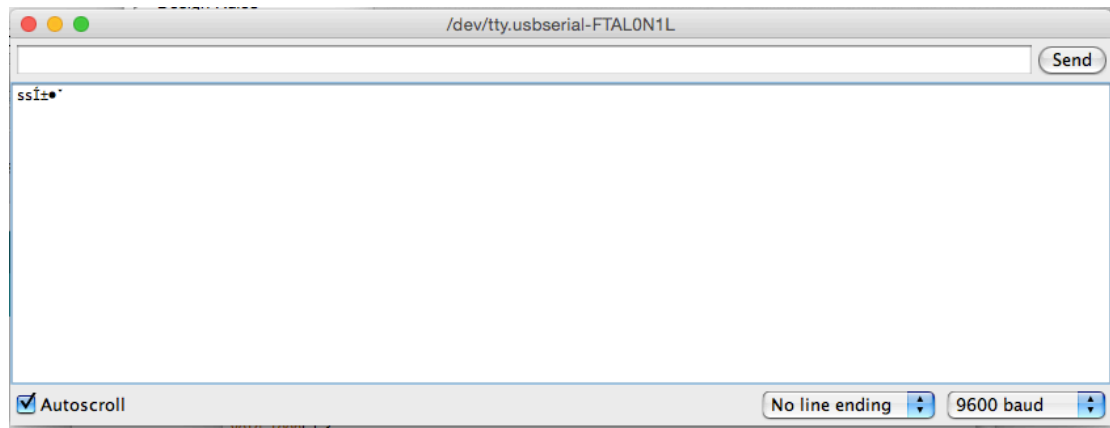 /dev/tty.usbserial-FTAL0N1L
Send
ssÍ±●˙
Autoscroll
No line ending
9600 baud